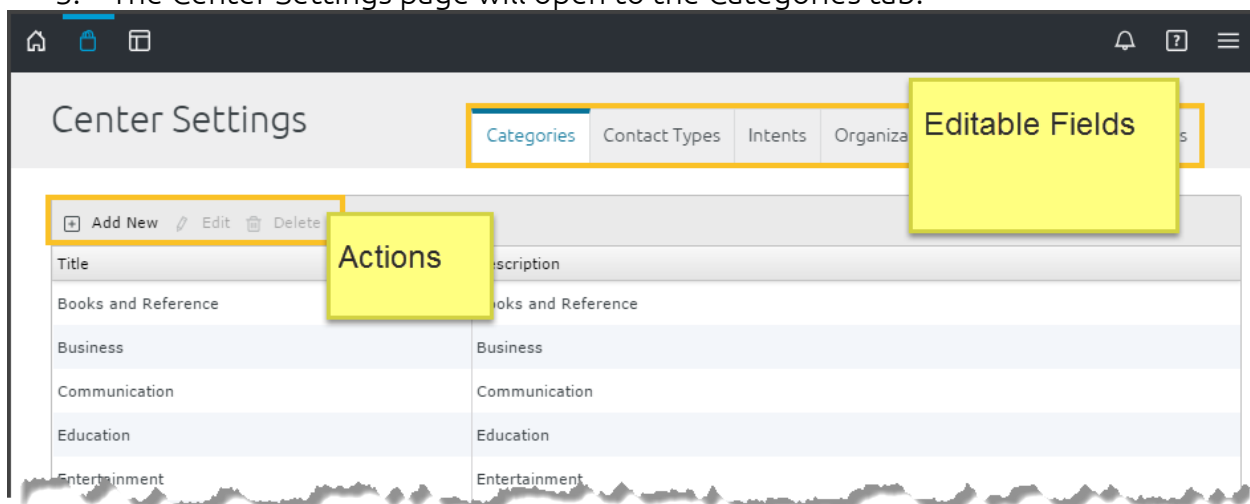 The Center Settings page will open to the Categories tab.
Center Settings
Categories Contact Types Intents Editable Fields
Add New Edit Delete
Actions
Title
Books and Reference
Business Business
Communication Communication
Education Education
Entertainment Entertainment